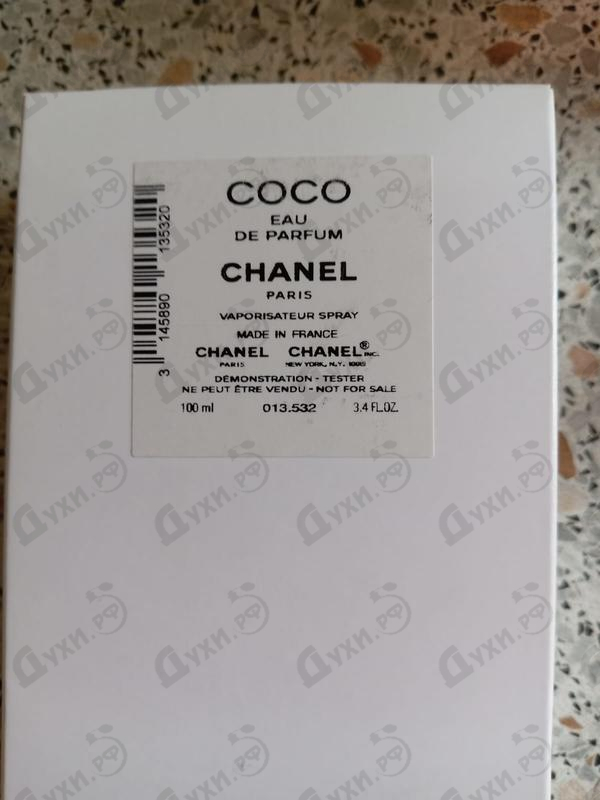 COCO
EAU
DE PARFUM
CHANEL
PARIS
VAPORISATEUR SPRAY
MADE IN FRANCE
CHANEL CHANEL® INC.
PARIS NEW YORK, N.Y. 10019
DÉMONSTRATION - TESTER
NE PEUT ÊTRE VENDU - NOT FOR SALE
100 ml 013.532 3.4 FL.OZ.
3 145890 135320
Духи.рф